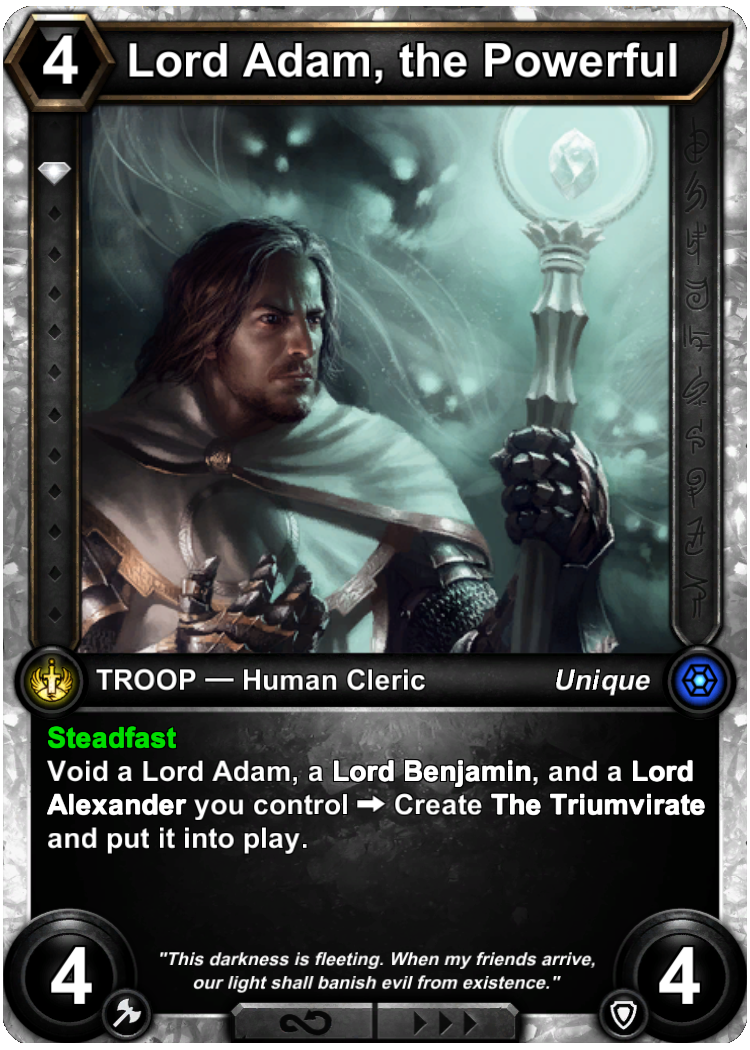 4
Lord Adam, the Powerful
TROOP — Human Cleric
Unique
Steadfast
Void a Lord Adam, a Lord Benjamin, and a Lord
Alexander you control ➡ Create The Triumvirate
and put it into play.
"This darkness is fleeting. When my friends arrive,
our light shall banish evil from existence."
4
4